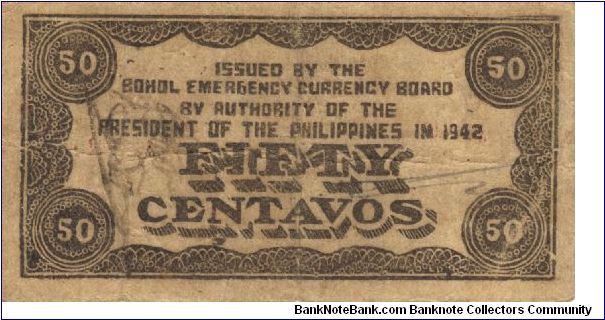 50 50
ISSUED BY THE
BOHOL EMERGENCY CURRENCY BOARD
BY AUTHORITY OF THE
PRESIDENT OF THE PHILIPPINES IN 1942
FIFTY
CENTAVOS
50 50
BankNoteBank.com Banknote Collectors Community